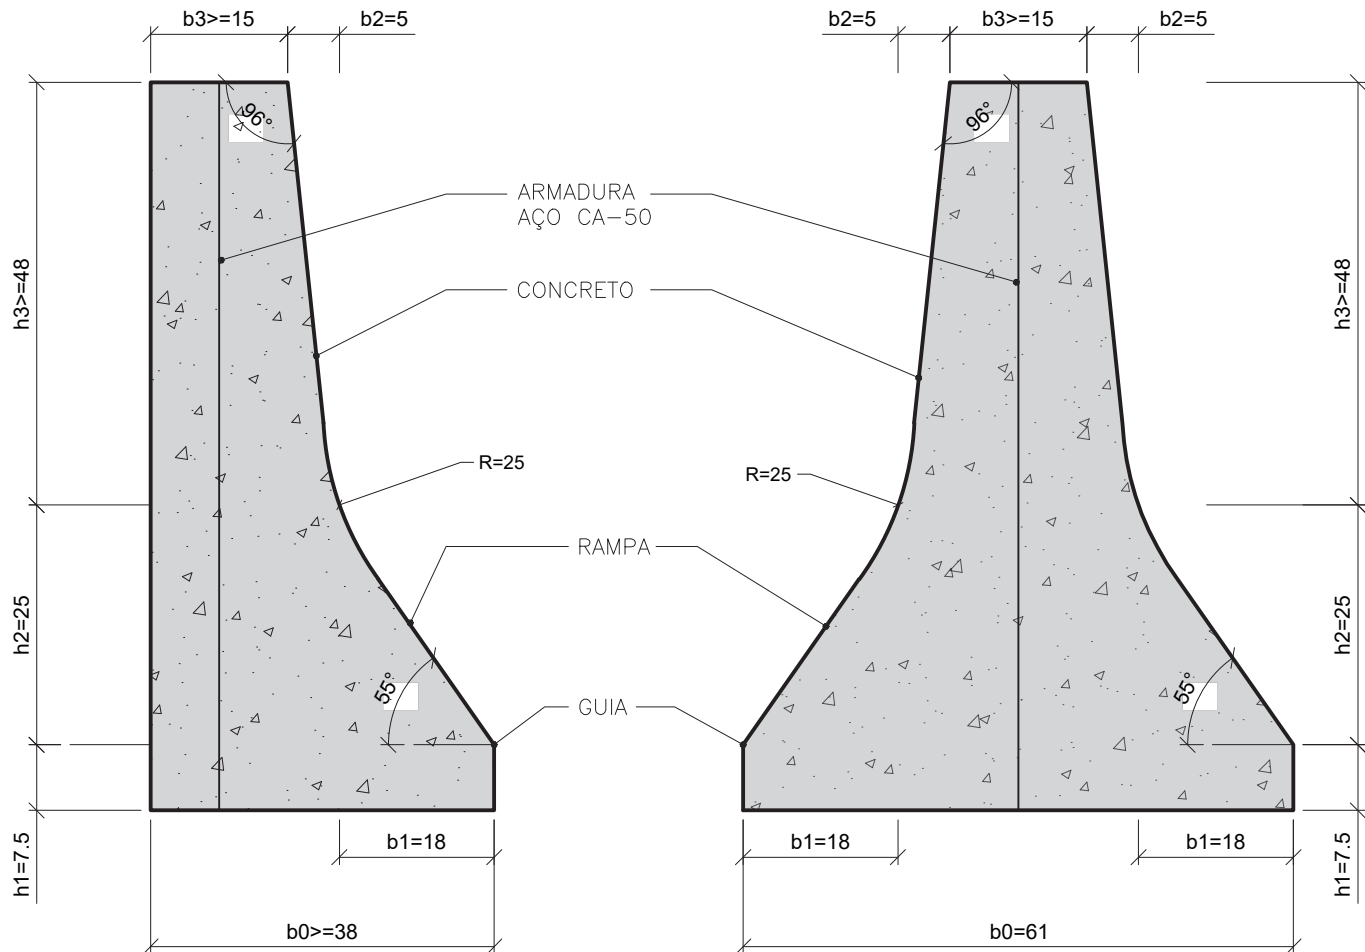 b3>=15
b2=5
b2=5
b3>=15
b2=5
96°
96°
ARMADURA
AÇO CA-50
CONCRETO
h3>=48
h3>=48
R=25
R=25
RAMPA
h2=25
h2=25
55°
55°
GUIA
h1=7.5
b1=18
b1=18
b1=18
h1=7.5
b0>=38
b0=61